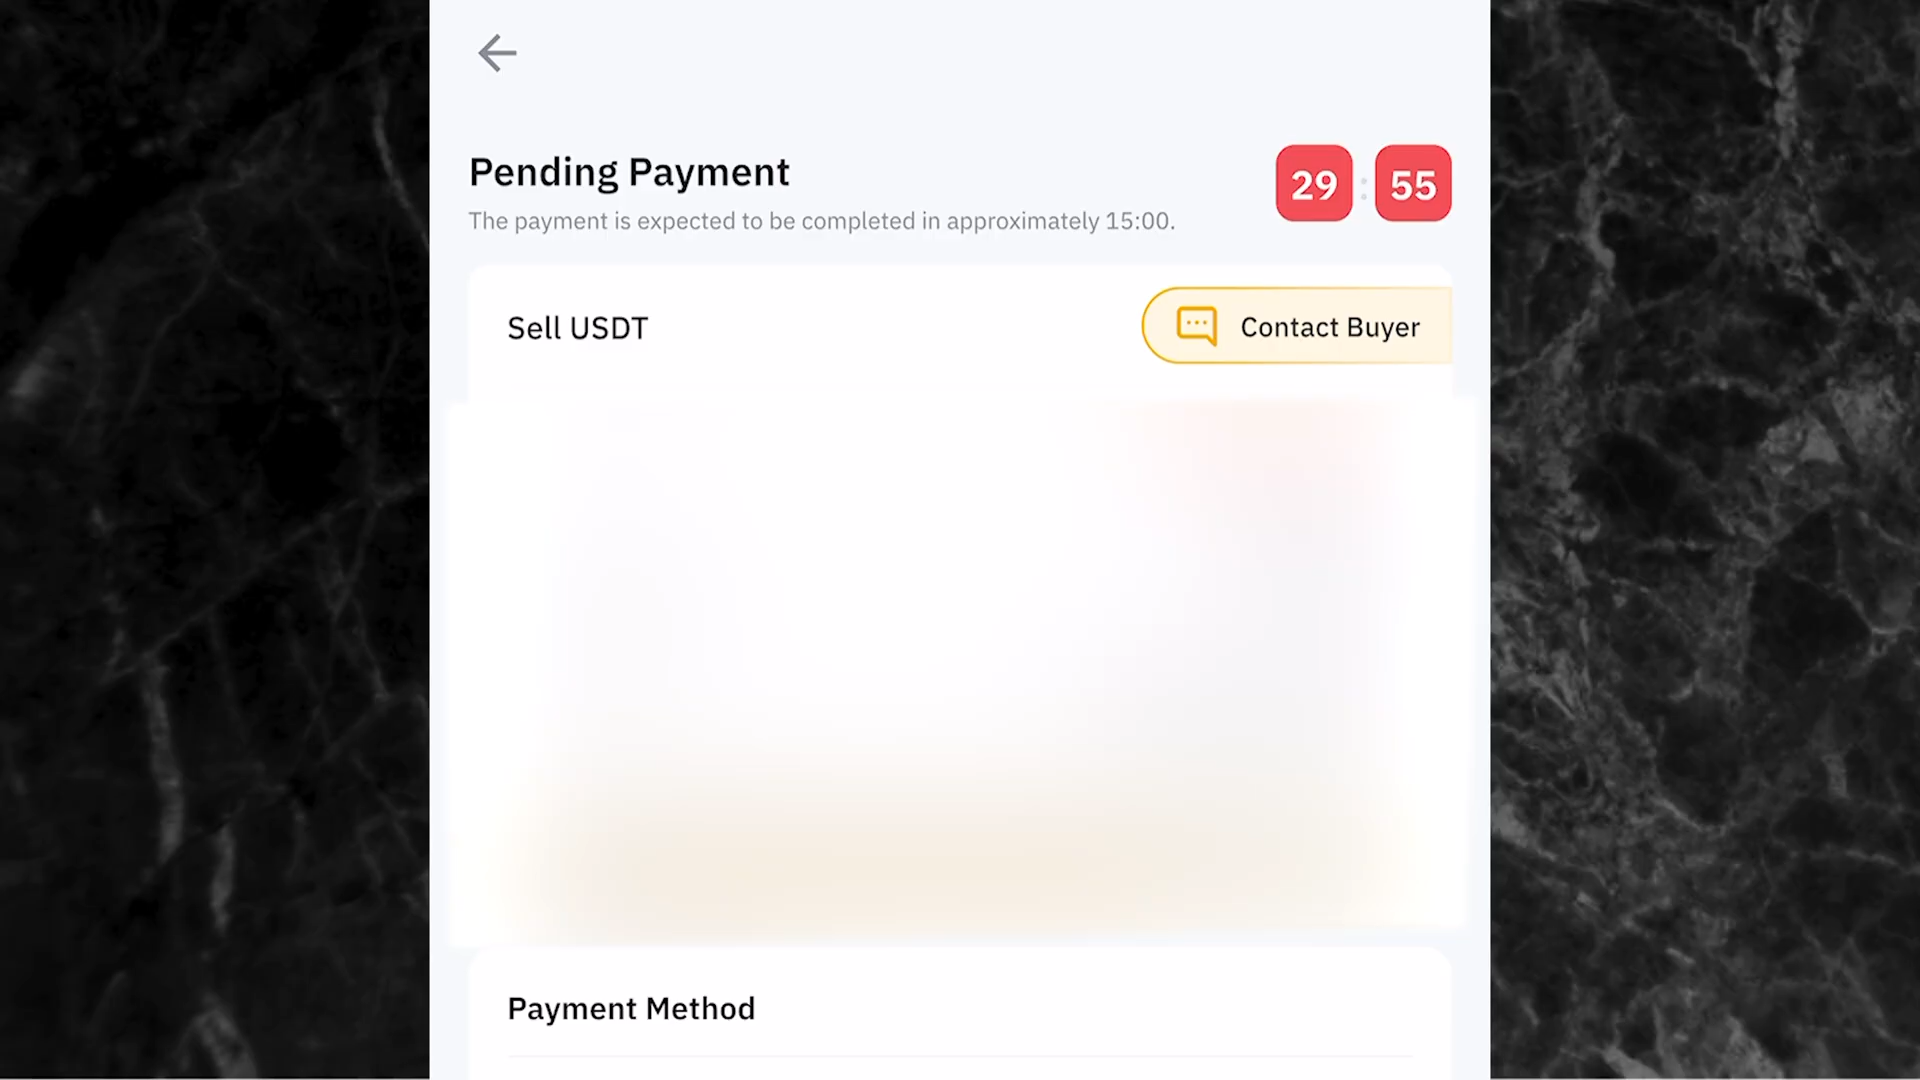 Pending Payment
29 : 55
The payment is expected to be completed in approximately 15:00.
Sell USDT
Contact Buyer
Payment Method